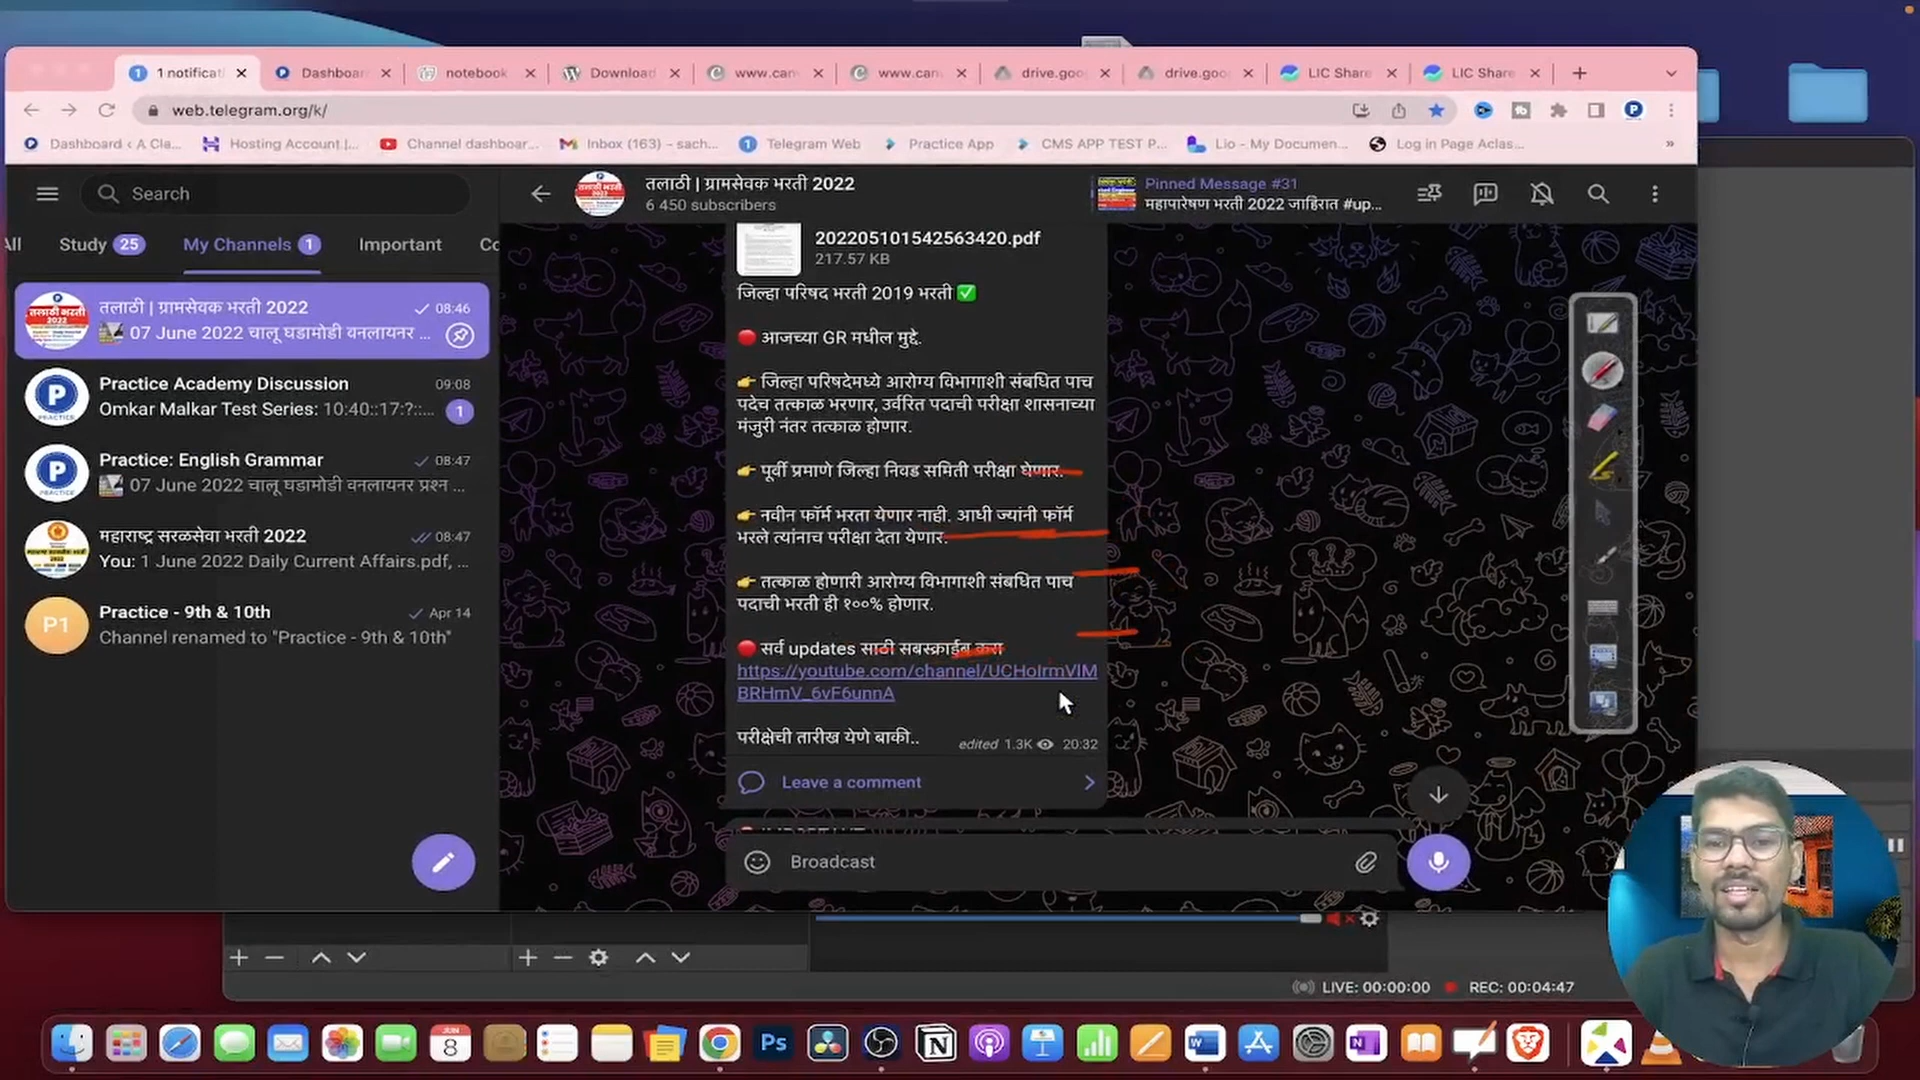 1 notificati
Dashboar
notebook
Download
www.can
www.can
drive.goo
drive.goo
LIC Share
LIC Share
web.telegram.org/k/
Dashboard ‹ A Cla...
Hosting Account |...
Channel dashboar...
Inbox (163) – sach...
Telegram Web
Practice App
CMS APP TEST P...
Lio - My Documen...
Log in Page Aclas...
Search
All
Study 25
My Channels 1
Important
Co
तलाठी | ग्रामसेवक भरती 2022
08:46
07 June 2022 चालू घडामोडी वनलायनर ...
Practice Academy Discussion
09:08
Omkar Malkar Test Series: 10:40::17:?::...
1
Practice: English Grammar
08:47
07 June 2022 चालू घडामोडी वनलायनर प्रश्न ...
महाराष्ट्र सरळसेवा भरती 2022
08:47
You: 1 June 2022 Daily Current Affairs.pdf, ...
P1
Practice - 9th & 10th
Apr 14
Channel renamed to "Practice - 9th & 10th"
तलाठी | ग्रामसेवक भरती 2022
6 450 subscribers
Pinned Message #31
महापारेषण भरती 2022 जाहिरात #up...
202205101542563420.pdf
217.57 KB
जिल्हा परिषद भरती 2019 भरती ✅
🔴 आजच्या GR मधील मुद्दे.
👉 जिल्हा परिषदेमध्ये आरोग्य विभागाशी संबधित पाच
पदेच तत्काळ भरणार, उर्वरित पदाची परीक्षा शासनाच्या
मंजुरी नंतर तत्काळ होणार.
👉 पूर्वी प्रमाणे जिल्हा निवड समिती परीक्षा घेणार.
👉 नवीन फॉर्म भरता येणार नाही. आधी ज्यांनी फॉर्म
भरले त्यांनाच परीक्षा देता येणार.
👉 तत्काळ होणारी आरोग्य विभागाशी संबधित पाच
पदाची भरती ही १००% होणार.
🔴 सर्व updates साठी सबस्क्राईब करा
https://youtube.com/channel/UCHoIrmVlM
BRHmV_6vF6unnA
परीक्षेची तारीख येणे बाकी..
edited 1.3K 20:32
Leave a comment
Broadcast
LIVE: 00:00:00
REC: 00:04:47
JUN
8
Ps
PRACTICE
PRACTICE